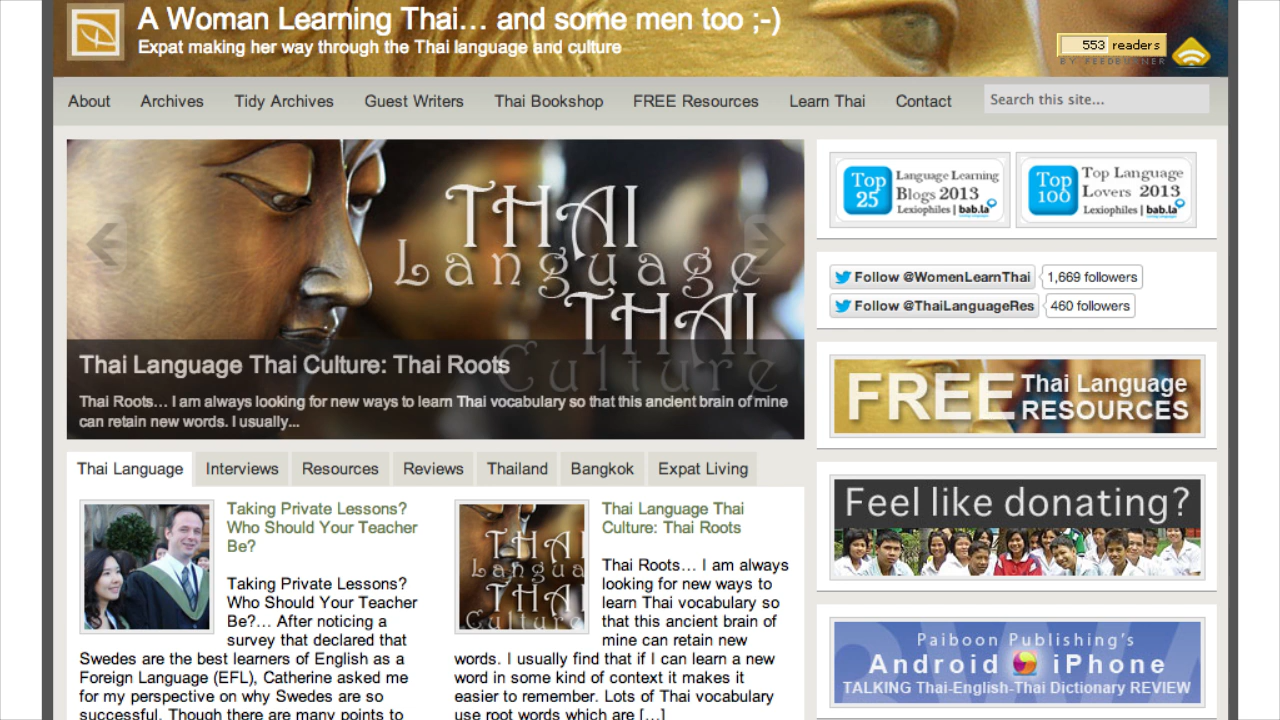 A Woman Learning Thai... and some men too ;-)
Expat making her way through the Thai language and culture
553 readers
BY FEEDBURNER
About Archives Tidy Archives Guest Writers Thai Bookshop FREE Resources Learn Thai Contact Search this site...
THAI
Language
THAI
Culture
Thai Language Thai Culture: Thai Roots
Thai Roots... I am always looking for new ways to learn Thai vocabulary so that this ancient brain of mine
can retain new words. I usually...
Top 25 Language Learning Blogs 2013 Lexiophiles | bab.la
Top 100 Top Language Lovers 2013 Lexiophiles | bab.la
Follow @WomenLearnThai 1,669 followers
Follow @ThaiLanguageRes 460 followers
FREE Thai Language RESOURCES
Feel like donating?
Paiboon Publishing's
Android iPhone
TALKING Thai-English-Thai Dictionary REVIEW
Thai Language Interviews Resources Reviews Thailand Bangkok Expat Living
Taking Private Lessons?
Who Should Your Teacher
Be?
Taking Private Lessons?
Who Should Your Teacher
Be?... After noticing a
survey that declared that
Swedes are the best learners of English as a
Foreign Language (EFL), Catherine asked me
for my perspective on why Swedes are so
successful. Though there are many points to
THAI
Langua
THAI
Culture
Thai Language Thai
Culture: Thai Roots
Thai Roots... I am always
looking for new ways to
learn Thai vocabulary so
that this ancient brain of
mine can retain new
words. I usually find that if I can learn a new
word in some kind of context it makes it
easier to remember. Lots of Thai vocabulary
use root words which are [...]